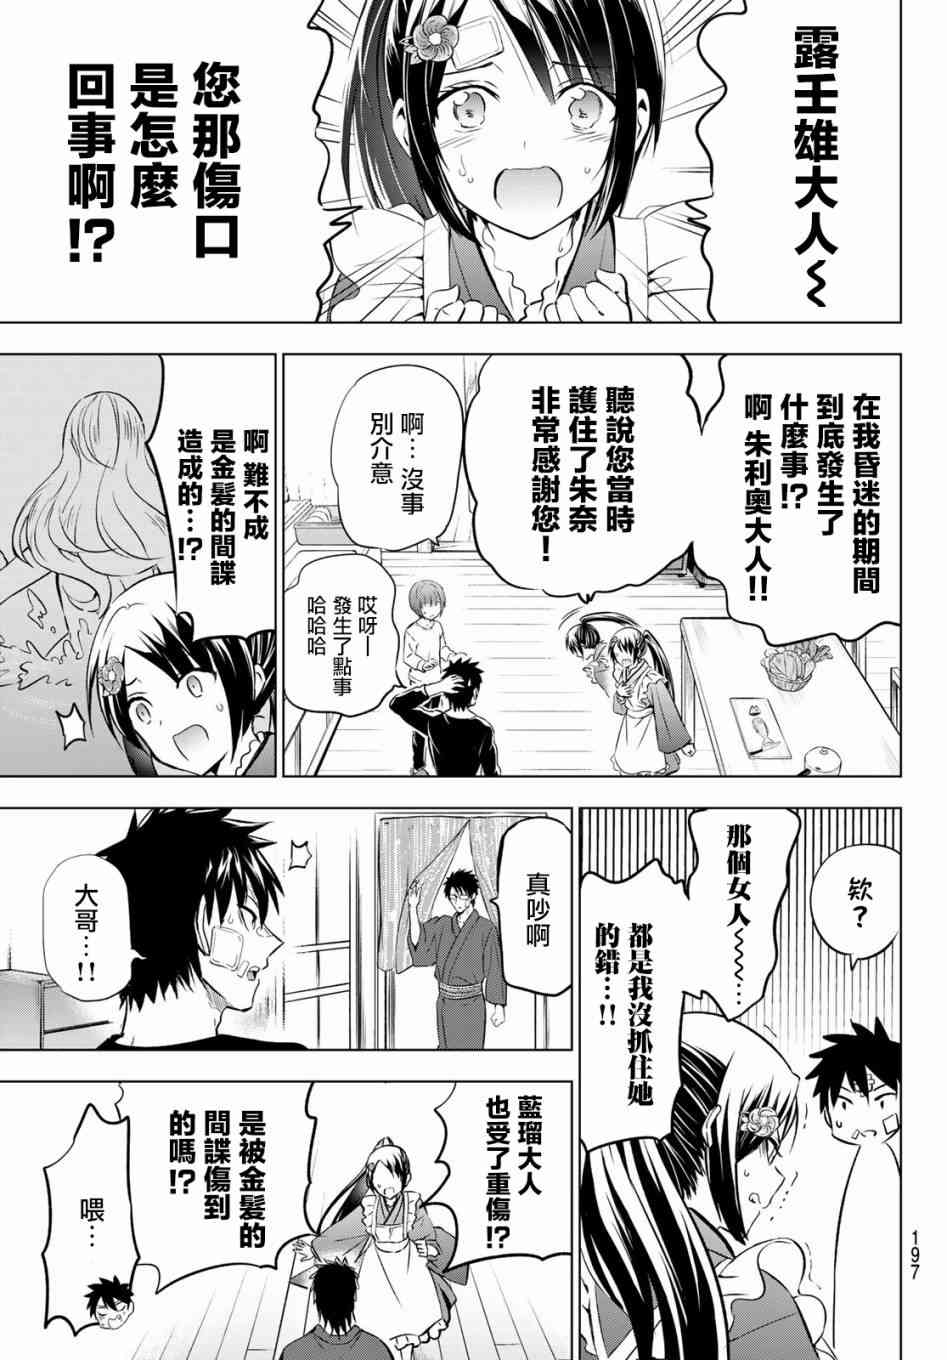 露壬雄大人～
您那傷口
是怎麼
回事啊!?
在我昏迷的期間
到底發生了
什麼事!?
啊 朱利奧大人!!
聽說您當時
護住了朱奈
非常感謝您！
啊…沒事
別介意
哎呀—
發生了點事
哈哈哈
啊 難不成
是金髮的間諜
造成的…!?
欸?
那個女人～～～…
都是我沒抓住她
的錯…!!
真吵啊
大哥…!!
藍瑠大人
也受了重傷!?
是被金髮的
間諜傷到
的嗎!?
喂…
197